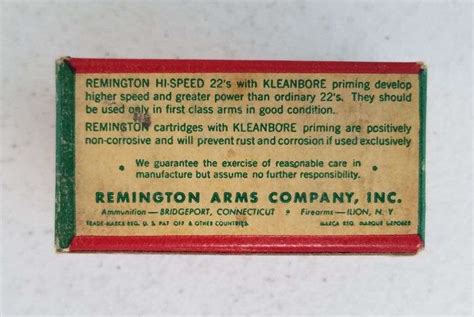 REMINGTON HI-SPEED 22's with KLEANBORE priming develop
higher speed and greater power than ordinary 22's. They should
be used only in first class arms in good condition.
REMINGTON cartridges with KLEANBORE priming are positively
non-corrosive and will prevent rust and corrosion if used exclusively
• We guarantee the exercise of reasonable care in
manufacture but assume no further responsibility.
REMINGTON ARMS COMPANY, INC.
Ammunition — BRIDGEPORT, CONNECTICUT • Firearms — ILION, N. Y
TRADE-MARKS REG. U. S. PAT OFF & OTHER COUNTRIES MARCA REG. MARQUE DEPOSEE